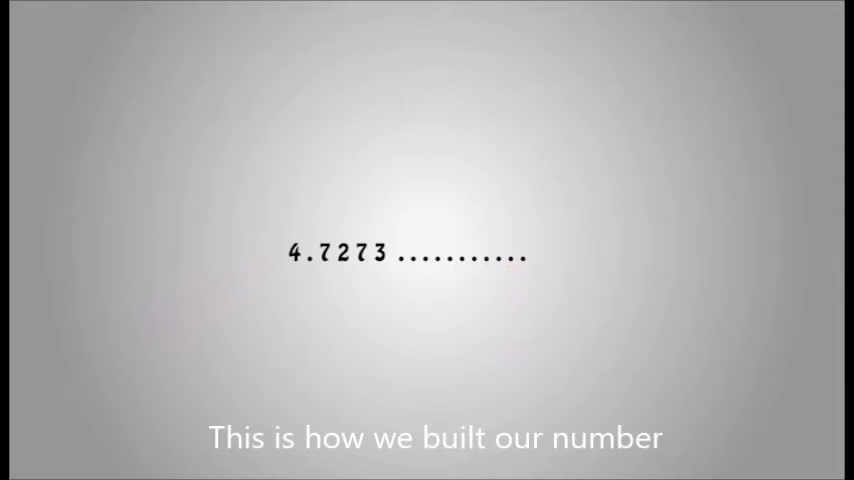 4.7273 ...........
This is how we built our number